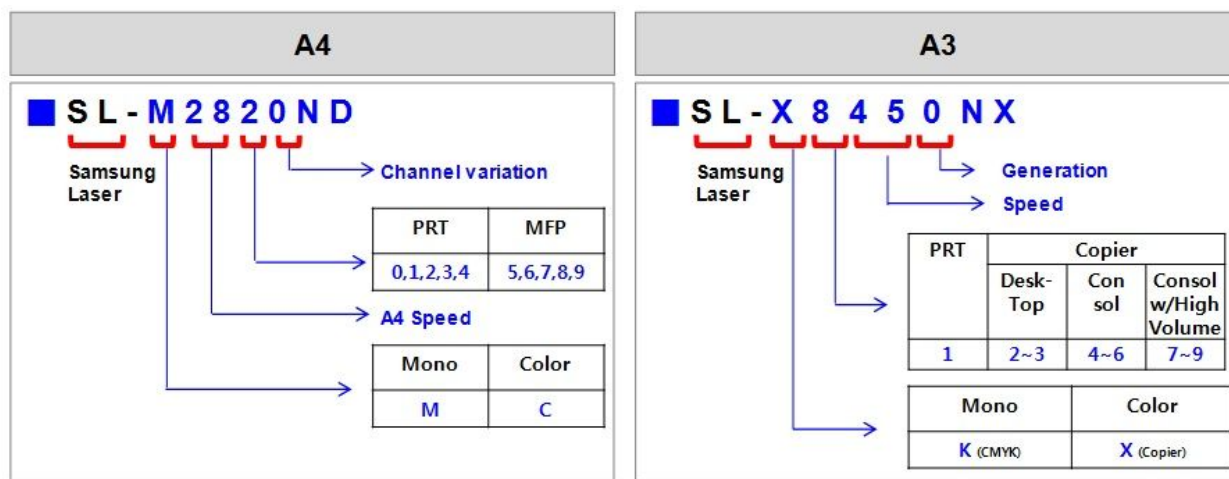 A4
■ SL-M2820ND
Samsung
Laser
Channel variation
PRT MFP
0,1,2,3,4 5,6,7,8,9
A4 Speed
Mono Color
M C
A3
■ SL-X8450NX
Samsung
Laser
Generation
Speed
PRT Copier
Desk-
Top Con
sol Consol
w/High
Volume
1 2~3 4~6 7~9
Mono Color
K (CMYK) X (Copier)